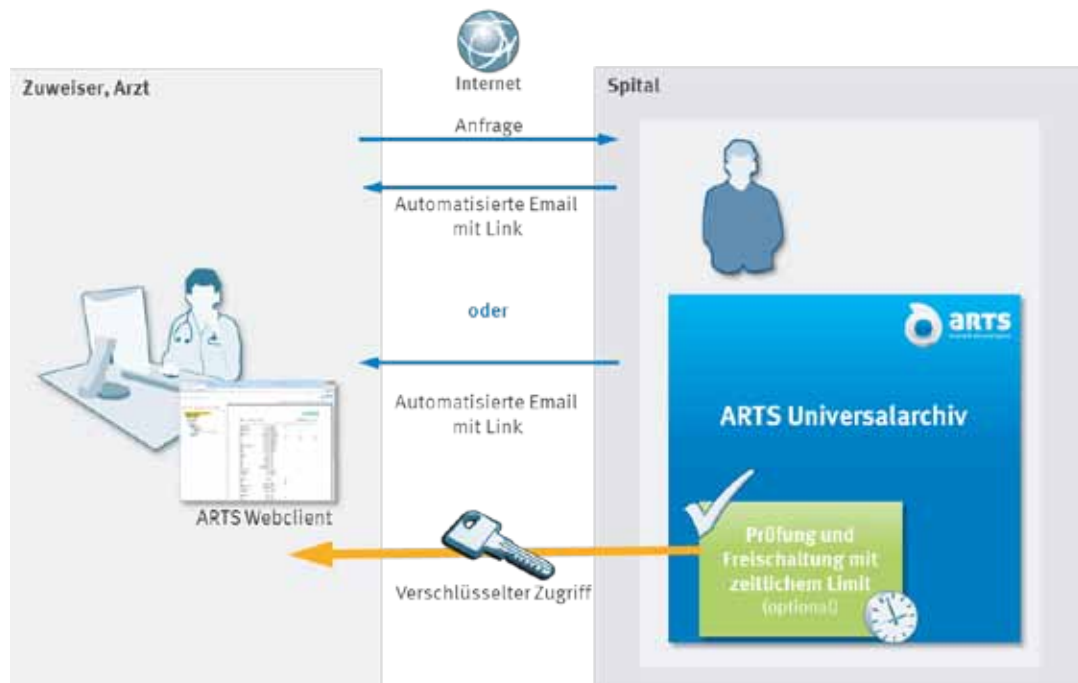 Internet
Zuweiser, Arzt
Spital
Anfrage
Automatisierte Email
mit Link
oder
Automatisierte Email
mit Link
aRTS
ARTS Universalarchiv
ARTS Webclient
Prüfung und
Freischaltung mit
zeitlichem Limit
(optional)
Verschlüsselter Zugriff